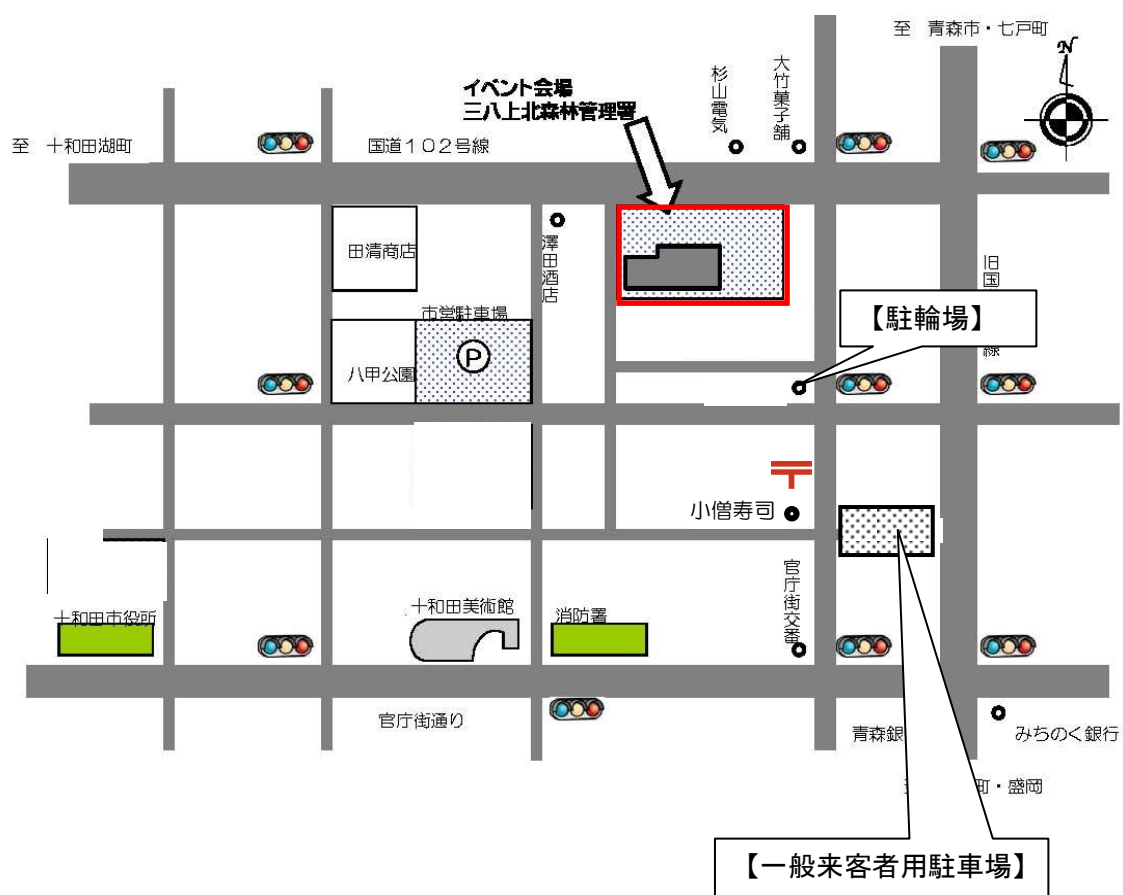 至　青森市・七戸町
N
杉山電気
大竹菓子舗
イベント会場
三八上北森林管理署
至　十和田湖町
国道１０２号線
田清商店
澤田酒店
旧国
線
【駐輪場】
市営駐車場
P
八甲公園
〒
小僧寿司
官庁街交番
十和田市役所
十和田美術館
消防署
官庁街通り
青森銀
みちのく銀行
町・盛岡
【一般来客者用駐車場】